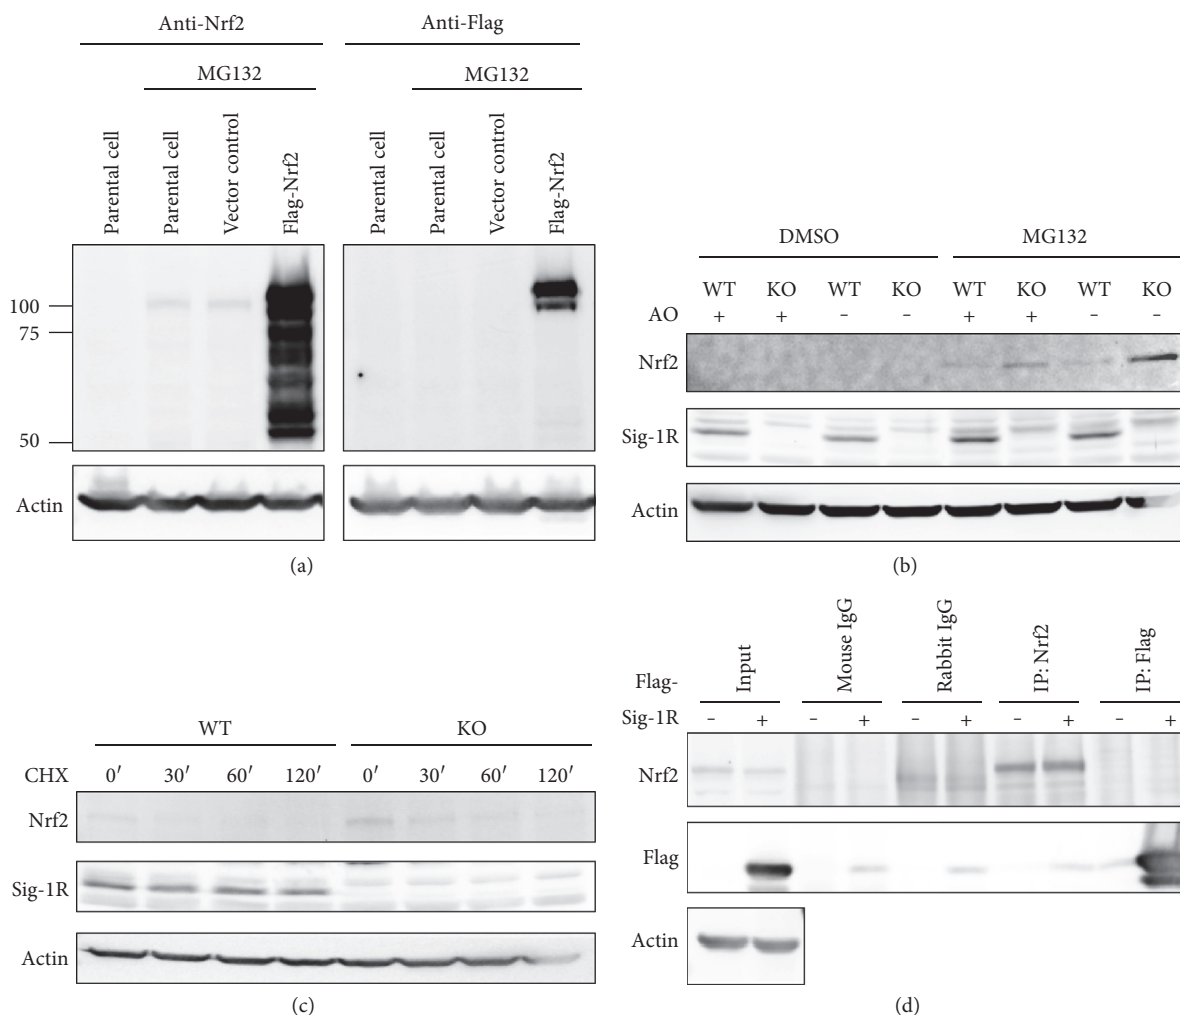 Anti-Nrf2 Anti-Flag
MG132 MG132
Parental cell Parental cell Vector control Flag-Nrf2 Parental cell Parental cell Vector control Flag-Nrf2
100
75
50
Actin
(a)
DMSO MG132
WT KO WT KO WT KO WT KO
AO + + - - + + - -
Nrf2
Sig-1R
Actin
(b)
WT KO
CHX 0′ 30′ 60′ 120′ 0′ 30′ 60′ 120′
Nrf2
Sig-1R
Actin
(c)
Input Mouse IgG Rabbit IgG IP: Nrf2 IP: Flag
Flag-
Sig-1R - + - + - + - + - +
Nrf2
Flag
Actin
(d)